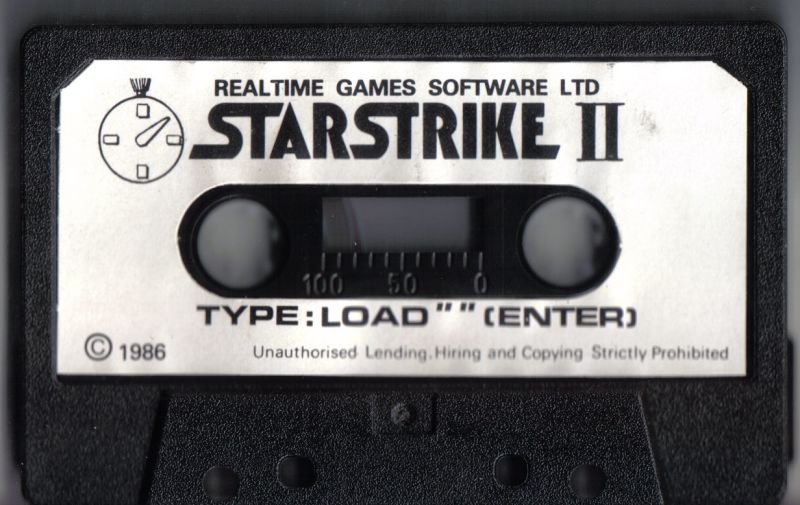 REALTIME GAMES SOFTWARE LTD
STARSTRIKE II
100 50 0
TYPE:LOAD"" (ENTER)
© 1986
Unauthorised Lending, Hiring and Copying Strictly Prohibited